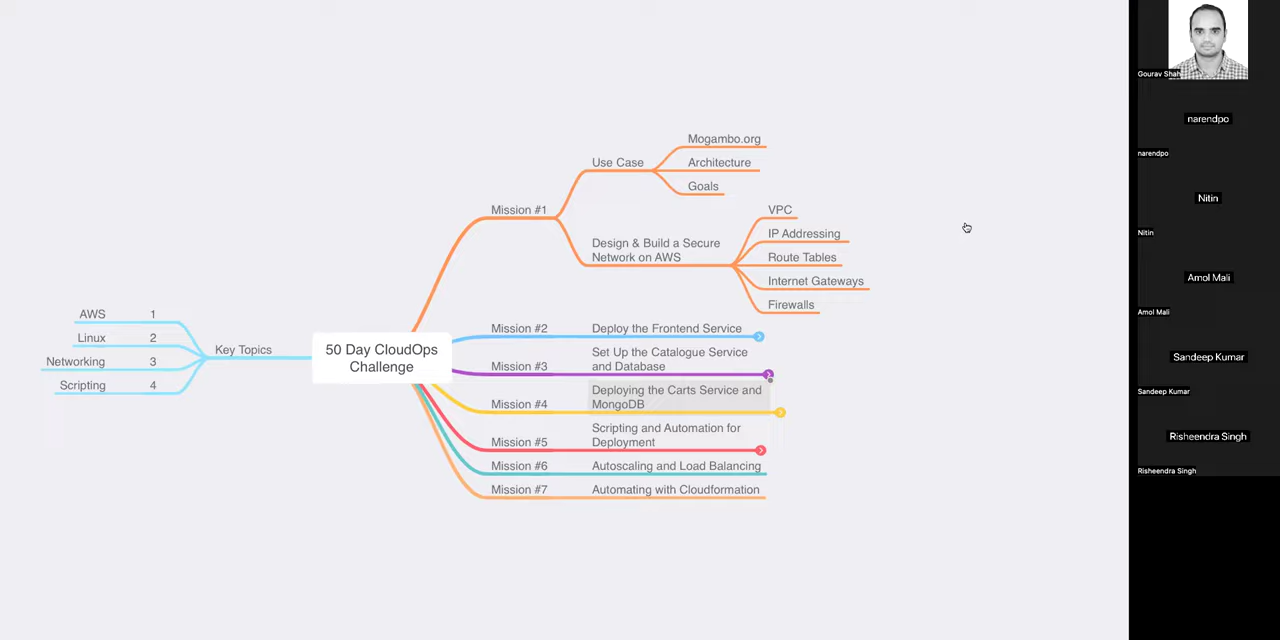 Mogambo.org
Use Case
Architecture
Goals
Mission #1
VPC
Design & Build a Secure
Network on AWS
IP Addressing
Route Tables
Internet Gateways
Firewalls
AWS 1
Linux 2
Networking 3
Scripting 4
Key Topics
50 Day CloudOps
Challenge
Mission #2
Deploy the Frontend Service
Mission #3
Set Up the Catalogue Service
and Database
Mission #4
Deploying the Carts Service and
MongoDB
Mission #5
Scripting and Automation for
Deployment
Mission #6
Autoscaling and Load Balancing
Mission #7
Automating with Cloudformation
Gourav Shah
narendpo
narendpo
Nitin
Nitin
Amol Mali
Amol Mali
Sandeep Kumar
Sandeep Kumar
Risheendra Singh
Risheendra Singh